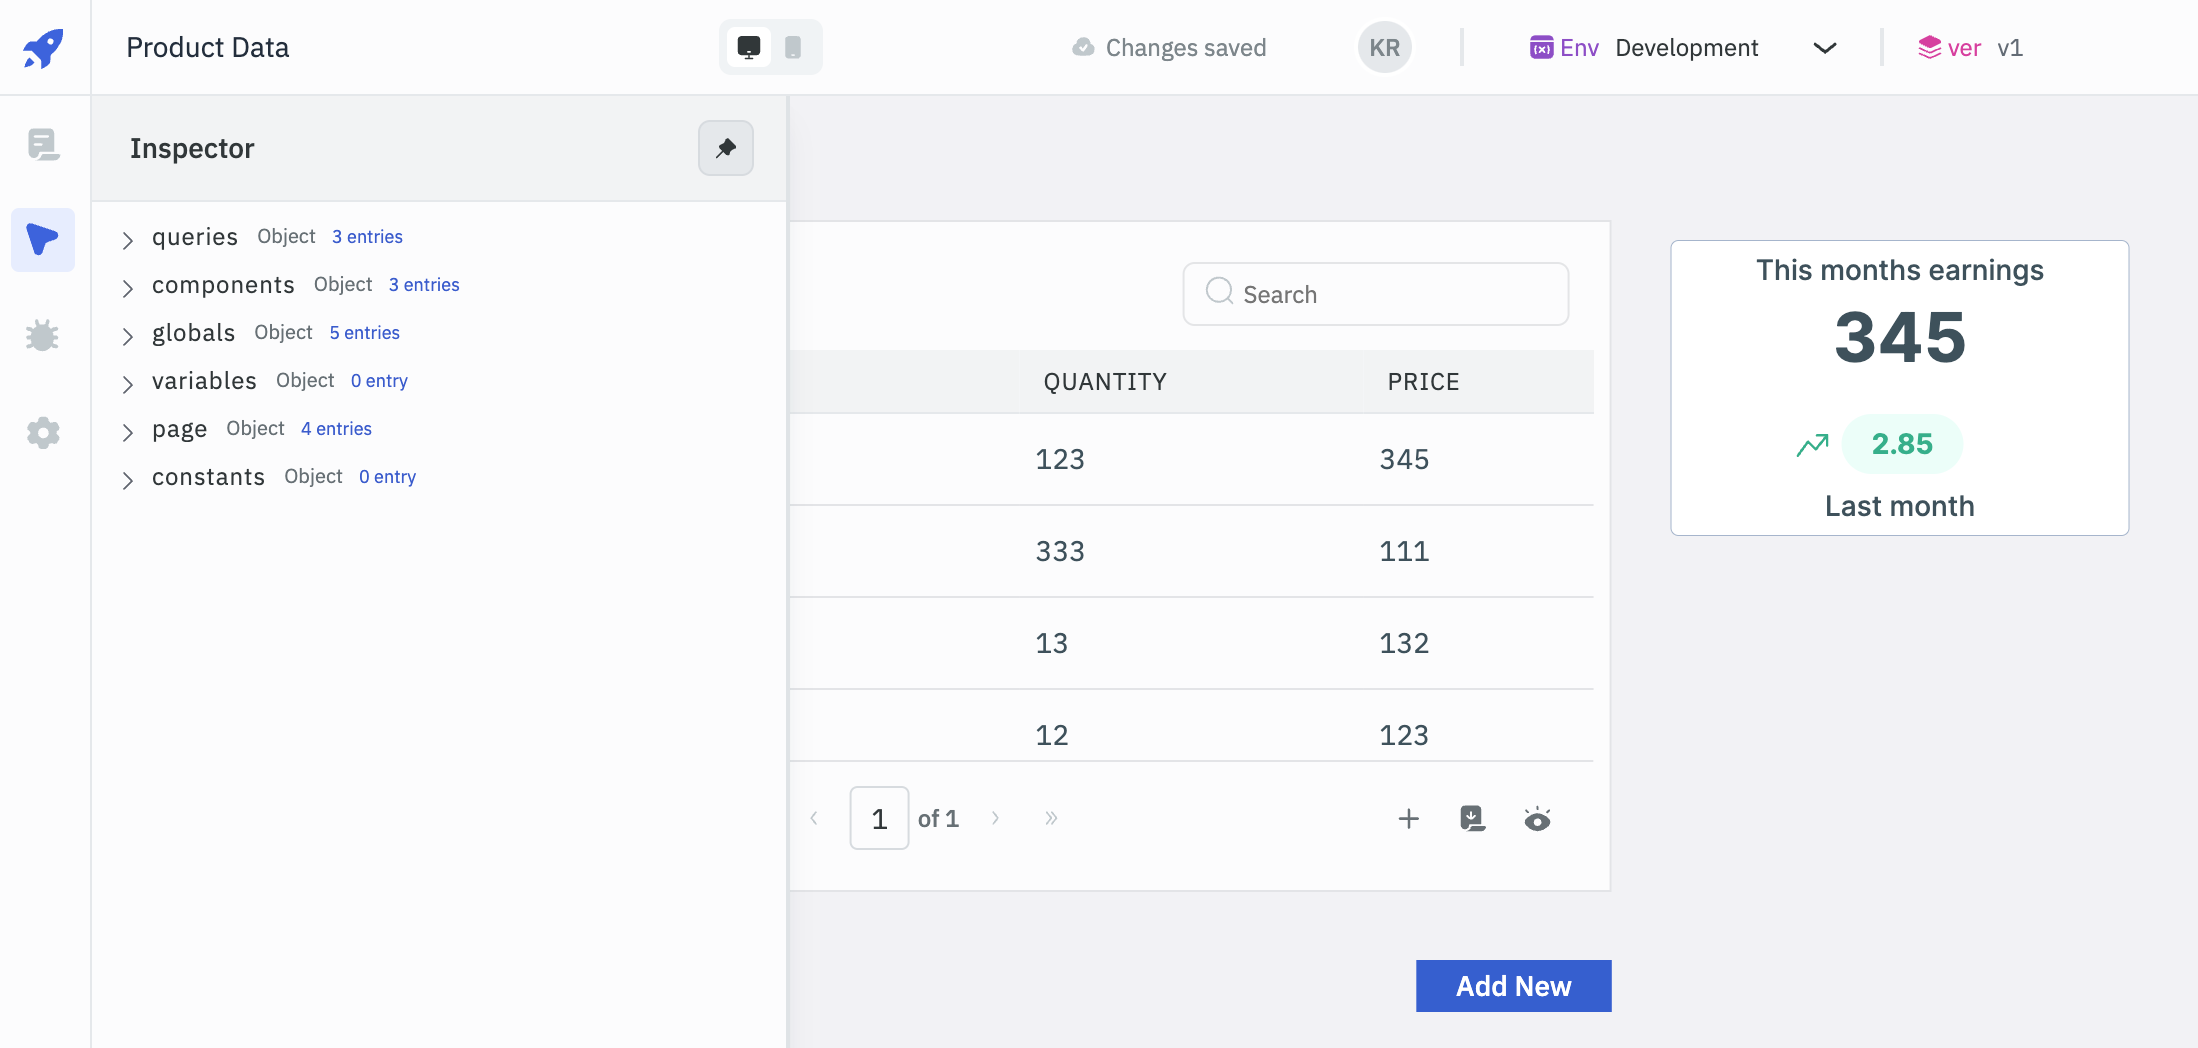 Product Data
Changes saved
KR
Env Development
ver v1
Inspector
queries Object 3 entries
components Object 3 entries
globals Object 5 entries
variables Object 0 entry
page Object 4 entries
constants Object 0 entry
Search
QUANTITY PRICE
123 345
333 111
13 132
12 123
1 of 1
Add New
This months earnings
345
2.85
Last month